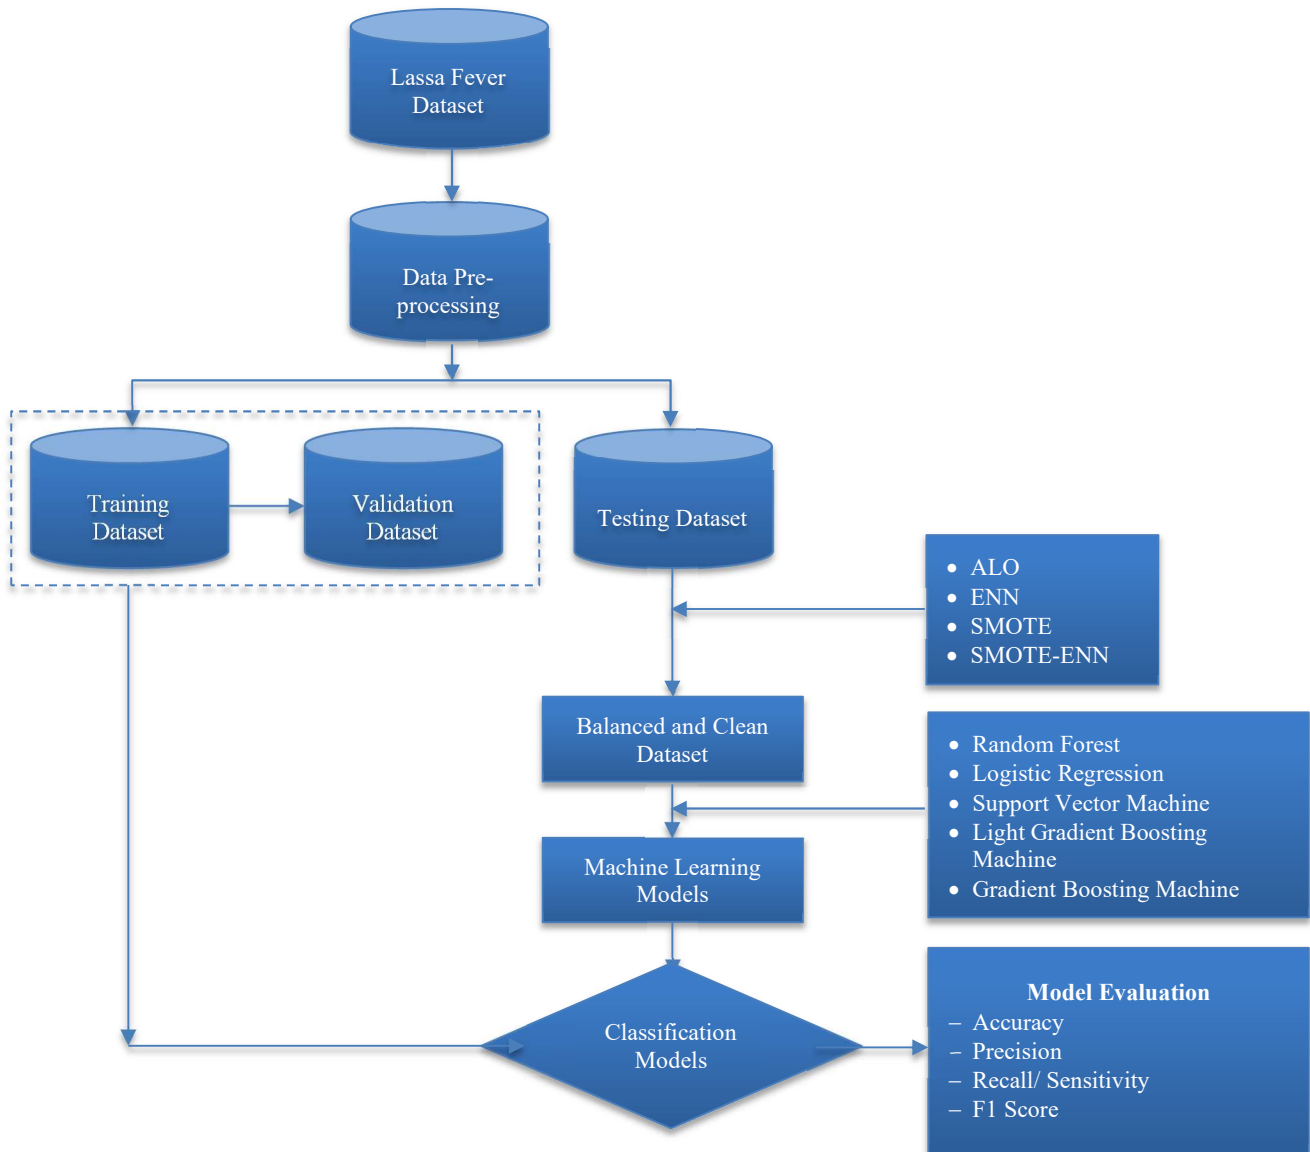 Lassa Fever
Dataset
Data Pre-
processing
Training
Dataset
Validation
Dataset
Testing Dataset
• ALO
• ENN
• SMOTE
• SMOTE-ENN
Balanced and Clean
Dataset
• Random Forest
• Logistic Regression
• Support Vector Machine
• Light Gradient Boosting
Machine
• Gradient Boosting Machine
Machine Learning
Models
Classification
Models
Model Evaluation
– Accuracy
– Precision
– Recall/ Sensitivity
– F1 Score